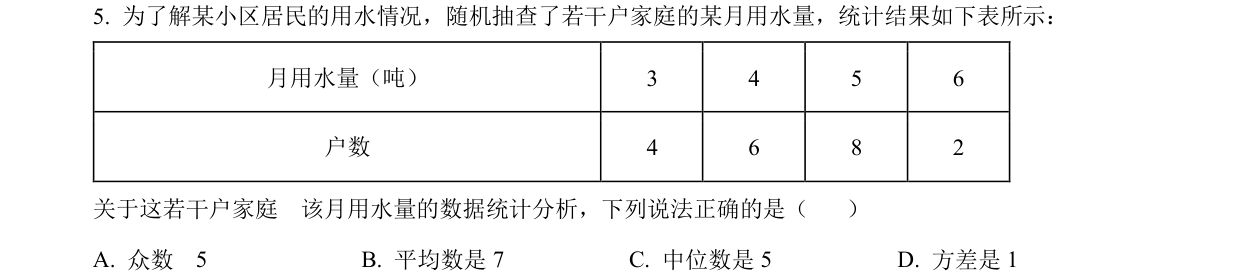 5. 为了解某小区居民的用水情况，随机抽查了若干户家庭的某月用水量，统计结果如下表所示：
月用水量（吨） 3 4 5 6
户数 4 6 8 2
关于这若干户家庭 该月用水量的数据统计分析，下列说法正确的是（ ）
A. 众数 5 B. 平均数是 7 C. 中位数是 5 D. 方差是 1